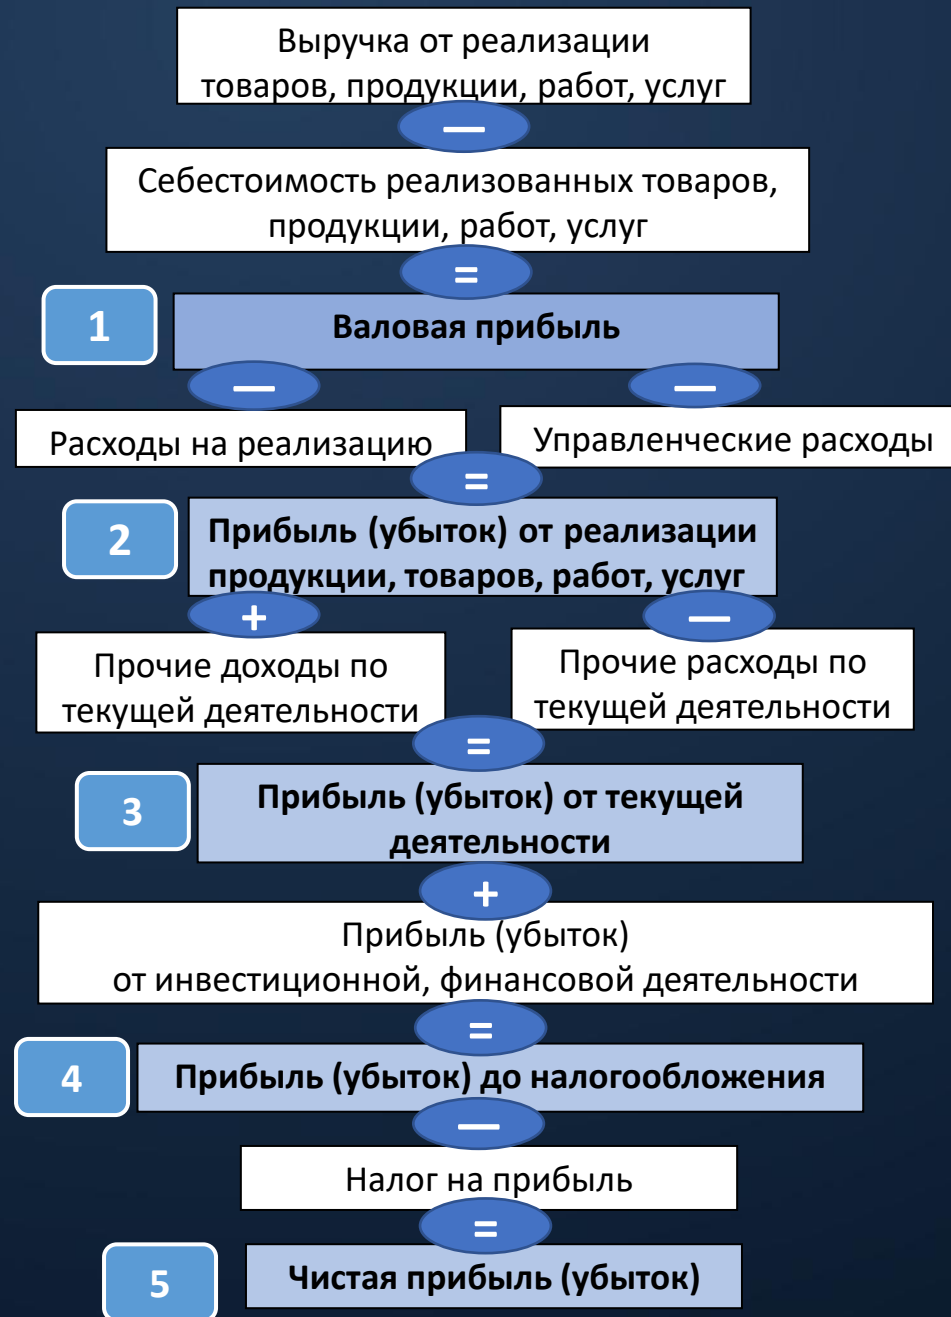 Выручка от реализации
товаров, продукции, работ, услуг
—
Себестоимость реализованных товаров,
продукции, работ, услуг
=
1
Валовая прибыль
— —
Расходы на реализацию
Управленческие расходы
=
2
Прибыль (убыток) от реализации
продукции, товаров, работ, услуг
+ —
Прочие доходы по
текущей деятельности
Прочие расходы по
текущей деятельности
=
3
Прибыль (убыток) от текущей
деятельности
+
Прибыль (убыток)
от инвестиционной, финансовой деятельности
=
4
Прибыль (убыток) до налогообложения
—
Налог на прибыль
=
5
Чистая прибыль (убыток)